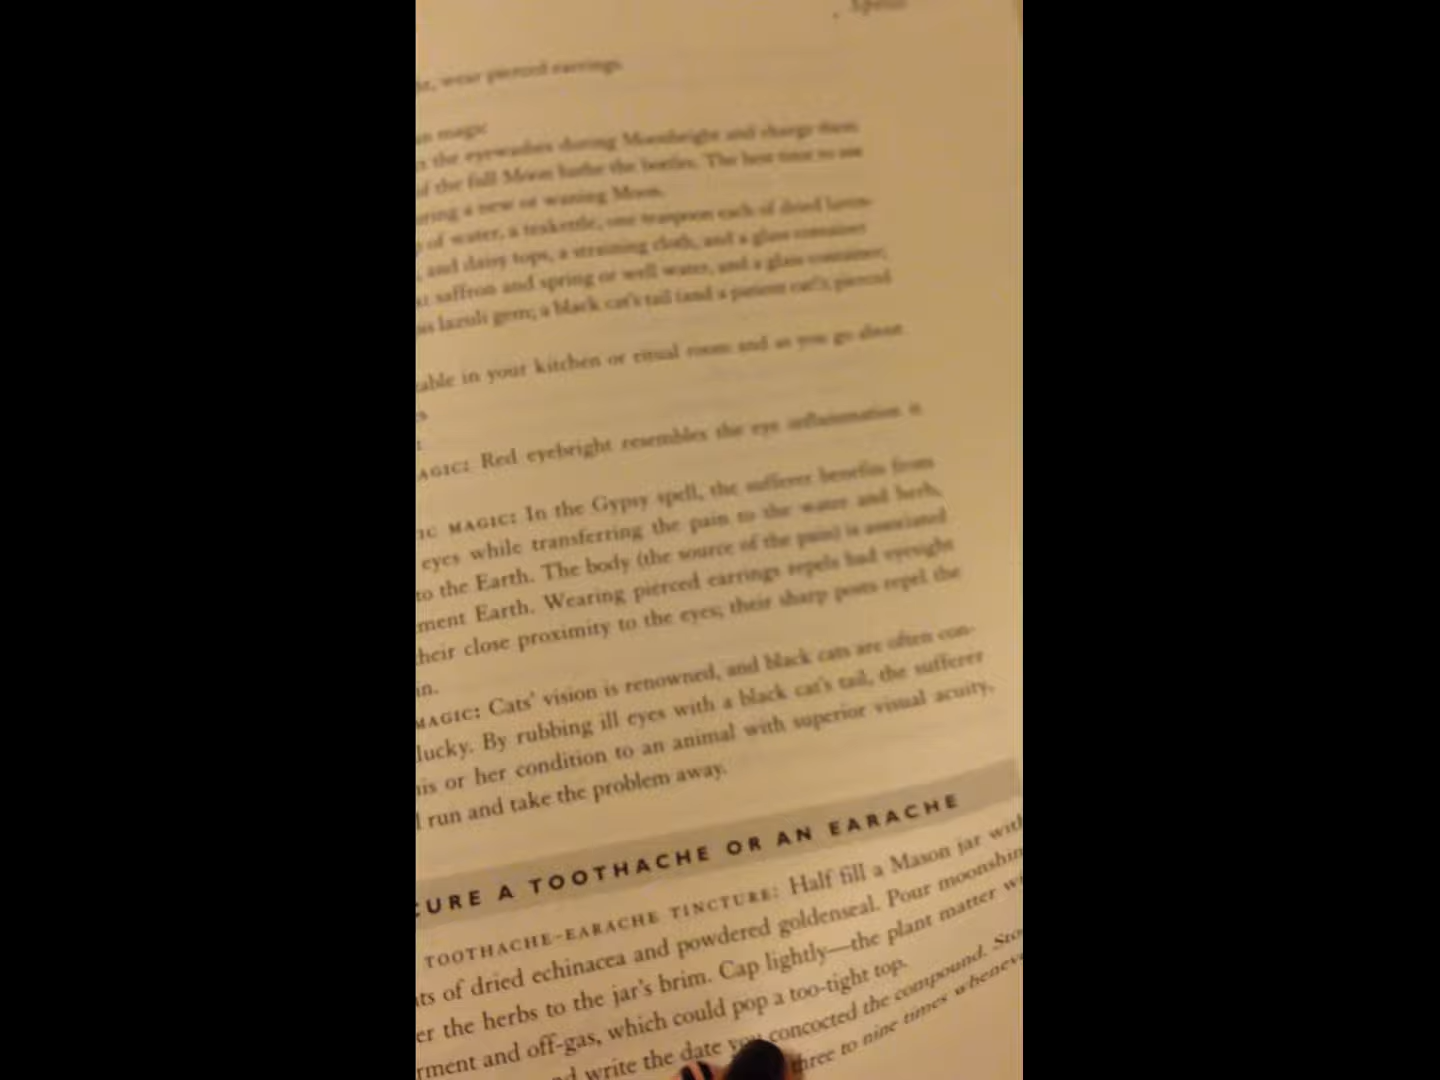 Spells
wear pierced earrings.
magic
the eyewashes during Moonheight and charge them
of the full Moon bathe the bottles. The best time to use
a new or waning Moon.
of water, a teakettle, one teaspoon each of dried
, and daisy tops, a straining cloth, and a glass container
saffron and spring or well water, and a glass container;
lazuli gem; a black cat's tail (and a patient cat); pierced
table in your kitchen or ritual room and as you go about
AGIC: Red eyebright resembles the eye inflammation it
IC MAGIC: In the Gypsy spell, the sufferer benefits from
eyes while transferring the pain to the water and herb,
to the Earth. The body (the source of the pain) is associated
ment Earth. Wearing pierced earrings repels bad eyesight
heir close proximity to the eyes; their sharp posts repel the
in.
MAGIC: Cats' vision is renowned, and black cats are often con-
lucky. By rubbing ill eyes with a black cat's tail, the sufferer
is or her condition to an animal with superior visual acuity,
l run and take the problem away.
CURE A TOOTHACHE OR AN EARACHE
TOOTHACHE-EARACHE TINCTURE: Half fill a Mason jar with
ts of dried echinacea and powdered goldenseal. Pour moonshin
er the herbs to the jar's brim. Cap lightly—the plant matter w
rment and off-gas, which could pop a too-tight top.
d write the date you concocted the compound. Sto
three to nine times wheneve